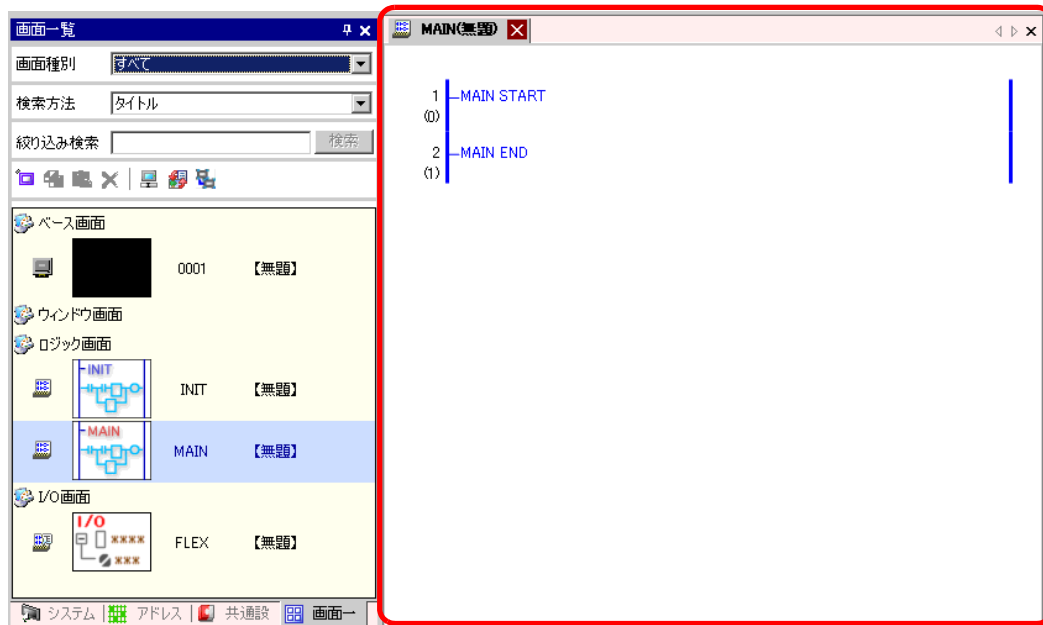 画面一覧
画面種別 すべて
検索方法 タイトル
絞り込み検索 検索
ベース画面
0001 【無題】
ウィンドウ画面
ロジック画面
INIT
INIT 【無題】
MAIN
MAIN 【無題】
I/O画面
I/O
****
***
FLEX 【無題】
システム アドレス 共通設 画面一
MAIN(無題)
1 MAIN START
(0)
2 MAIN END
(1)